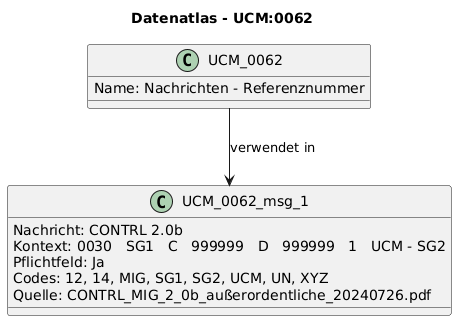 Datenatlas - UCM:0062
C UCM_0062
Name: Nachrichten - Referenznummer
verwendet in
C UCM_0062_msg_1
Nachricht: CONTRL 2.0b
Kontext: 0030 SG1 C 999999 D 999999 1 UCM - SG2
Pflichtfeld: Ja
Codes: 12, 14, MIG, SG1, SG2, UCM, UN, XYZ
Quelle: CONTRL_MIG_2_0b_außerordentliche_20240726.pdf